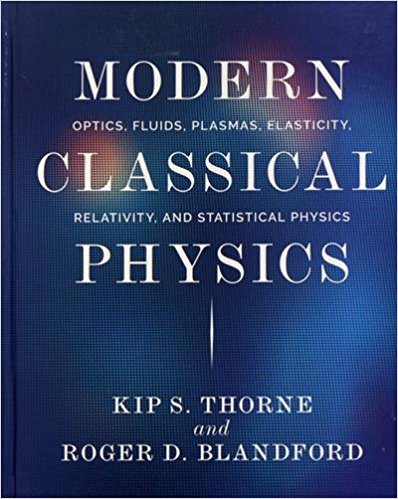 MODERN
OPTICS, FLUIDS, PLASMAS, ELASTICITY,
CLASSICAL
RELATIVITY, AND STATISTICAL PHYSICS
PHYSICS
KIP S. THORNE
and
ROGER D. BLANDFORD